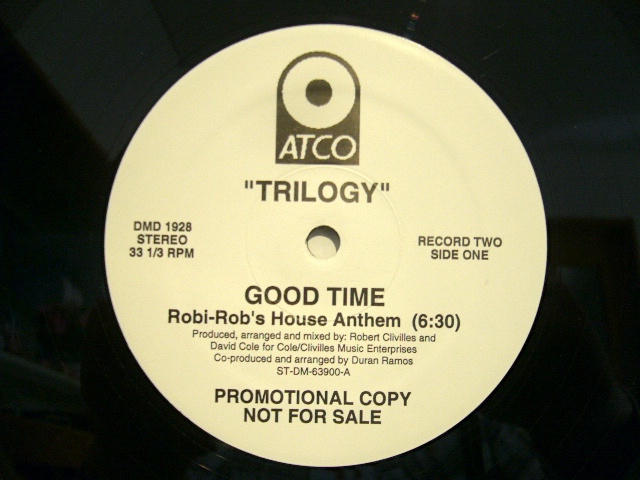 ATCO
"TRILOGY"
DMD 1928
STEREO
33 1/3 RPM
RECORD TWO
SIDE ONE
GOOD TIME
Robi-Rob's House Anthem (6:30)
Produced, arranged and mixed by: Robert Clivilles and
David Cole for Cole/Clivilles Music Enterprises
Co-produced and arranged by Duran Ramos
ST-DM-63900-A
PROMOTIONAL COPY
NOT FOR SALE